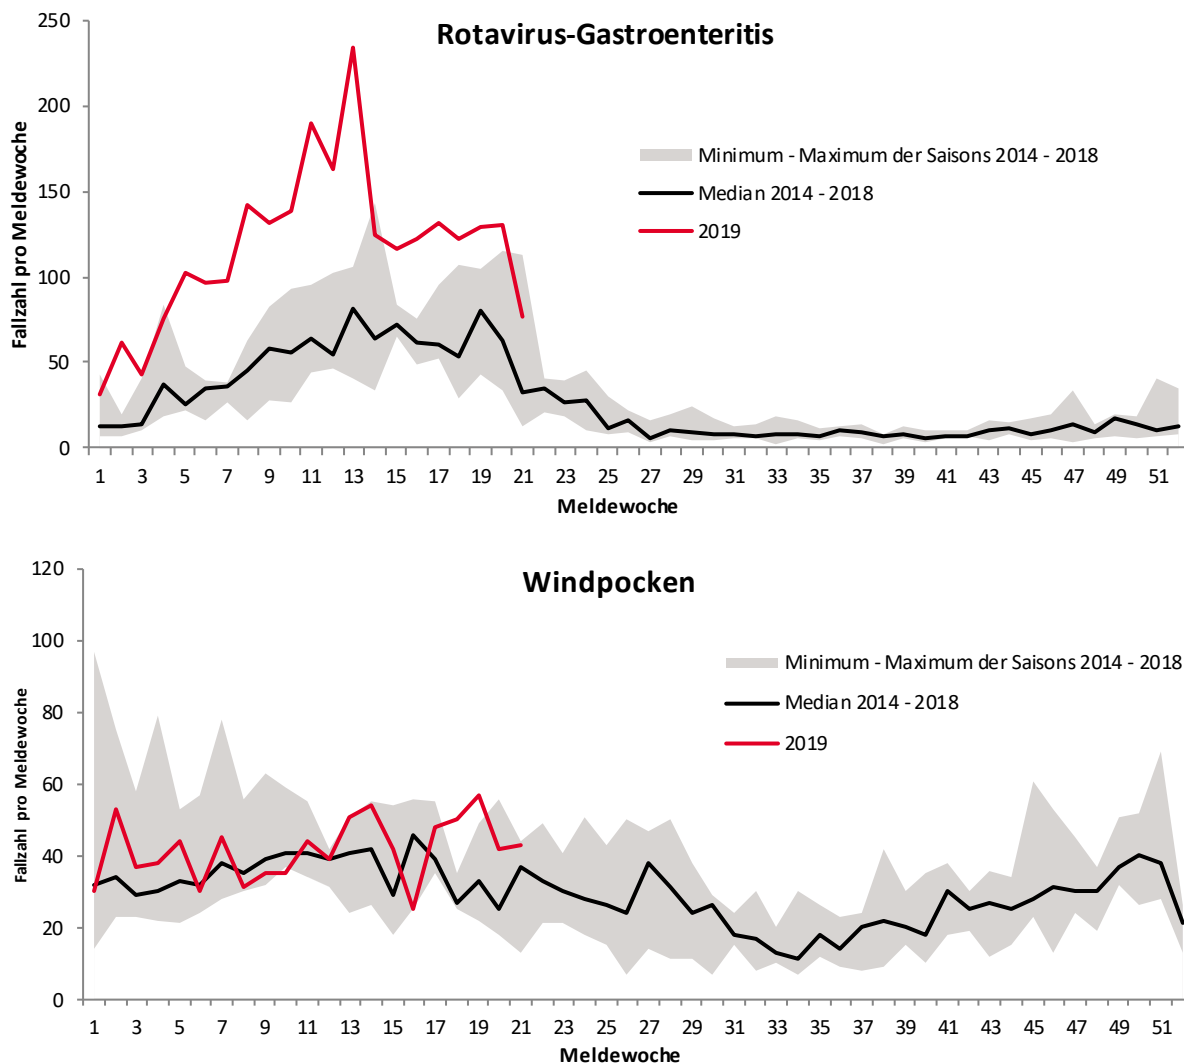 Rotavirus-Gastroenteritis
250
200
150
100
50
0
Fallzahl pro Meldewoche
Minimum - Maximum der Saisons 2014 - 2018
Median 2014 - 2018
2019
1 3 5 7 9 11 13 15 17 19 21 23 25 27 29 31 33 35 37 39 41 43 45 47 49 51
Meldewoche
Windpocken
120
100
80
60
40
20
0
Fallzahl pro Meldewoche
Minimum - Maximum der Saisons 2014 - 2018
Median 2014 - 2018
2019
1 3 5 7 9 11 13 15 17 19 21 23 25 27 29 31 33 35 37 39 41 43 45 47 49 51
Meldewoche